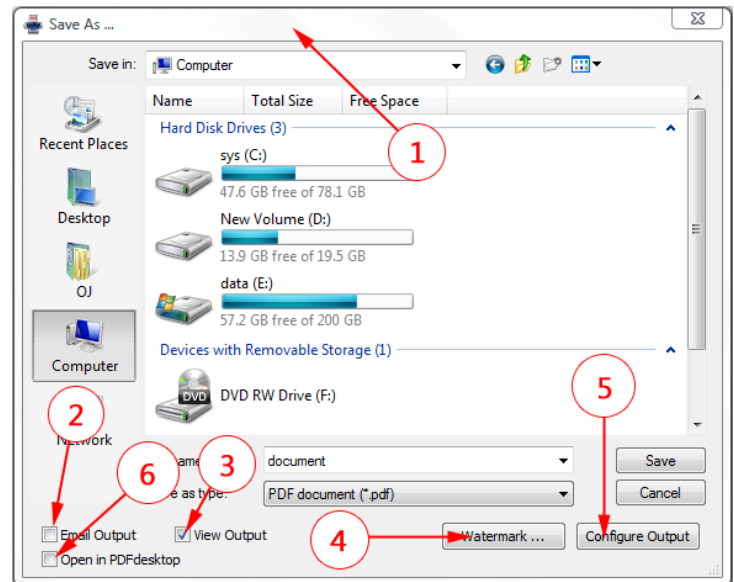 Save As ...
Save in:
Computer
Name Total Size Free Space
Hard Disk Drives (3)
sys (C:)
1
47.6 GB free of 78.1 GB
New Volume (D:)
13.9 GB free of 19.5 GB
data (E:)
57.2 GB free of 200 GB
Devices with Removable Storage (1)
DVD
DVD RW Drive (F:)
Recent Places
Desktop
OJ
Computer
Network
2
6
3
4
5
document
Save
as type:
PDF document (*.pdf)
Cancel
Email Output
View Output
Watermark ...
Configure Output
Open in PDFdesktop